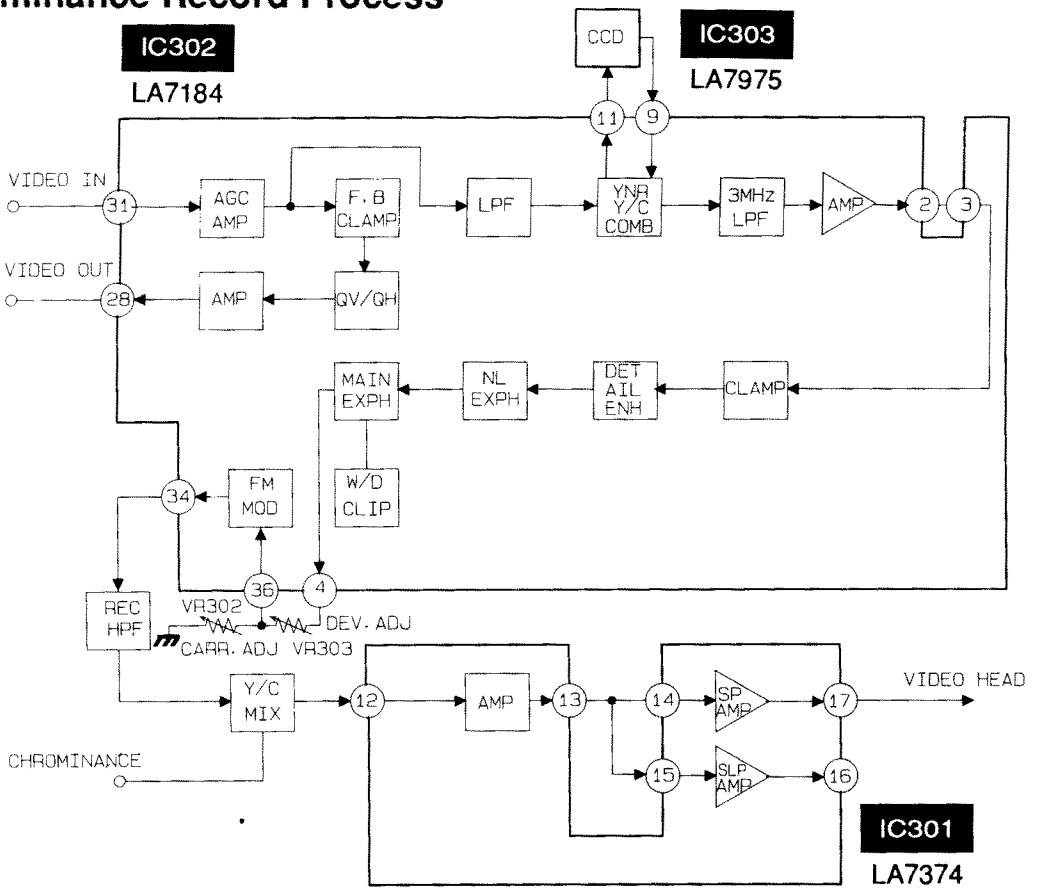 minance Record Process
IC302
LA7184
CCD
IC303
LA7975
11
9
VIDEO IN
31
AGC
AMP
F.B
CLAMP
LPF
YNR
Y/C
COMB
3MHz
LPF
AMP
2
3
VIDEO OUT
28
AMP
QV/QH
MAIN
EXPH
NL
EXPH
DET
AIL
ENH
CLAMP
34
FM
MOD
W/D
CLIP
36
4
REC
HPF
VR302
DEV.ADJ
CARR.ADJ
VR303
Y/C
MIX
12
AMP
13
14
SP
AMP
17
VIDEO HEAD
CHROMINANCE
15
SLP
AMP
16
IC301
LA7374